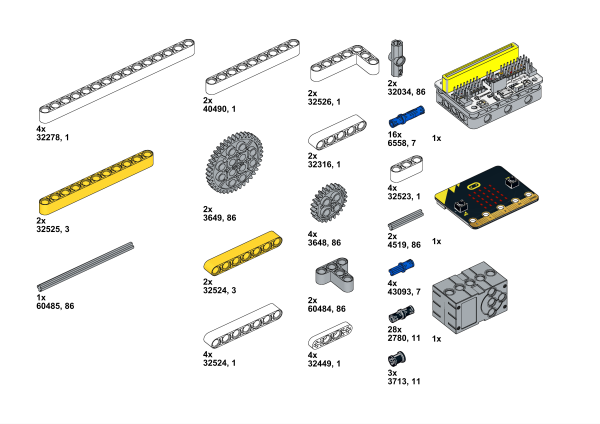 4x
32278, 1
2x
32525, 3
1x
60485, 86
2x
40490, 1
2x
3649, 86
2x
32524, 3
4x
32524, 1
2x
32526, 1
2x
32316, 1
4x
3648, 86
2x
60484, 86
4x
32449, 1
2x
32034, 86
16x
6558, 7
4x
32523, 1
2x
4519, 86
4x
43093, 7
28x
2780, 11
3x
3713, 11
1x
1x
1x